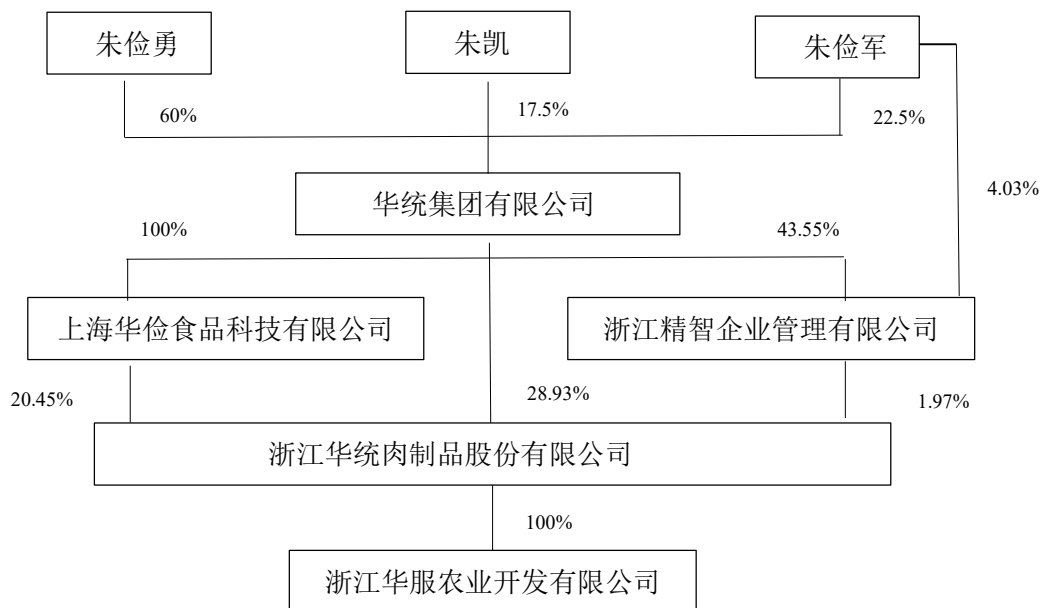 朱俭勇
朱凯
朱俭军
60%
17.5%
22.5%
4.03%
华统集团有限公司
100%
43.55%
上海华俭食品科技有限公司
浙江精智企业管理有限公司
20.45%
28.93%
1.97%
浙江华统肉制品股份有限公司
100%
浙江华服农业开发有限公司